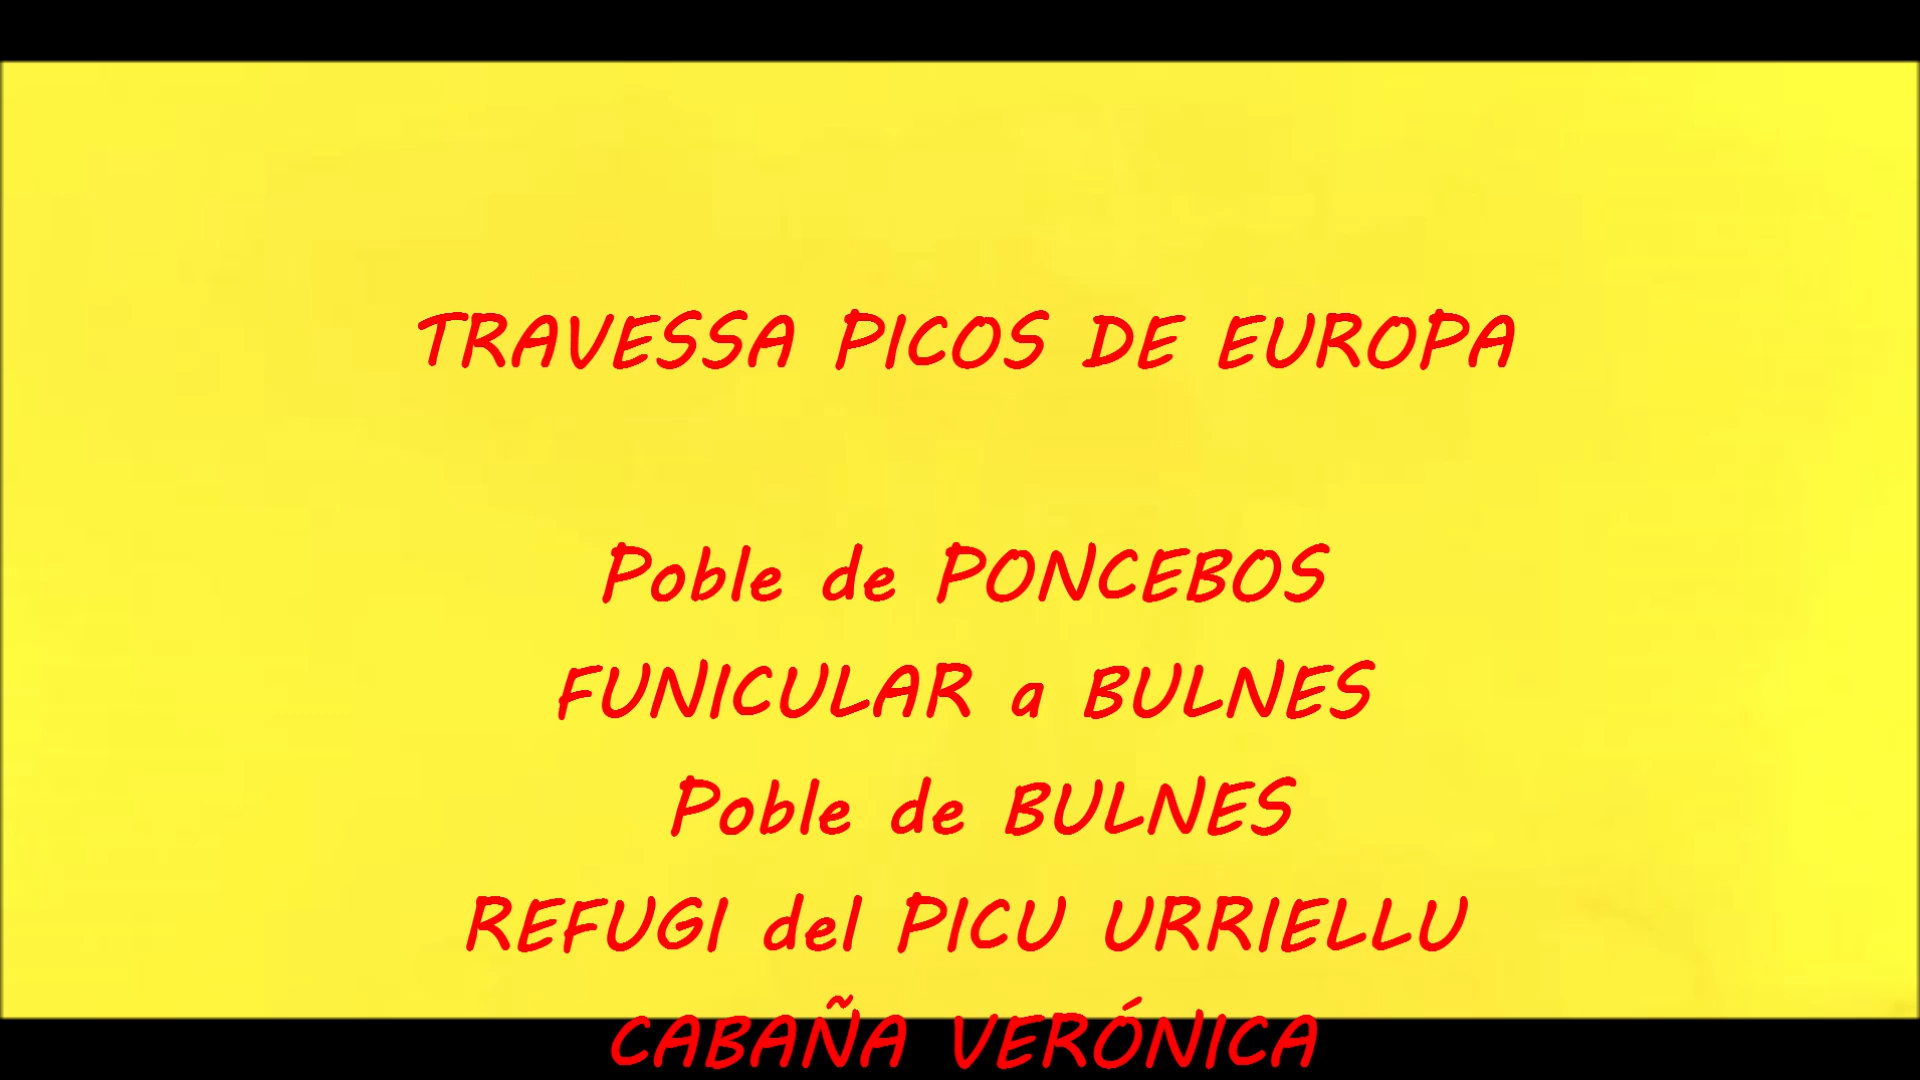 TRAVESSA PICOS DE EUROPA
Poble de PONCEBOS
FUNICULAR a BULNES
Poble de BULNES
REFUGI del PICU URRIELLU
CABAÑA VERÓNICA